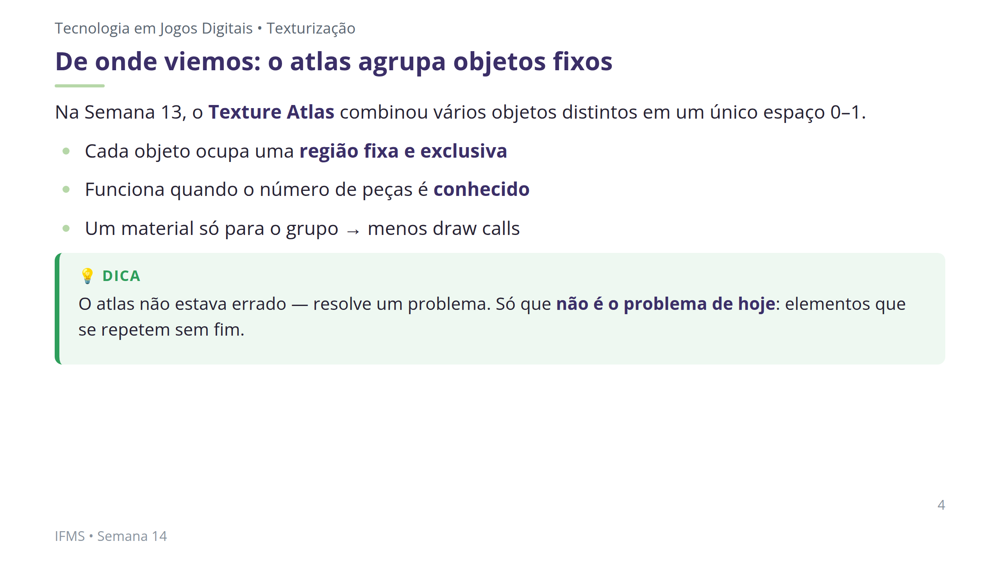 Tecnologia em Jogos Digitais • Texturização
De onde viemos: o atlas agrupa objetos fixos
Na Semana 13, o Texture Atlas combinou vários objetos distintos em um único espaço 0–1.
• Cada objeto ocupa uma região fixa e exclusiva
• Funciona quando o número de peças é conhecido
• Um material só para o grupo → menos draw calls
💡 DICA
O atlas não estava errado — resolve um problema. Só que não é o problema de hoje: elementos que
se repetem sem fim.
4
IFMS • Semana 14